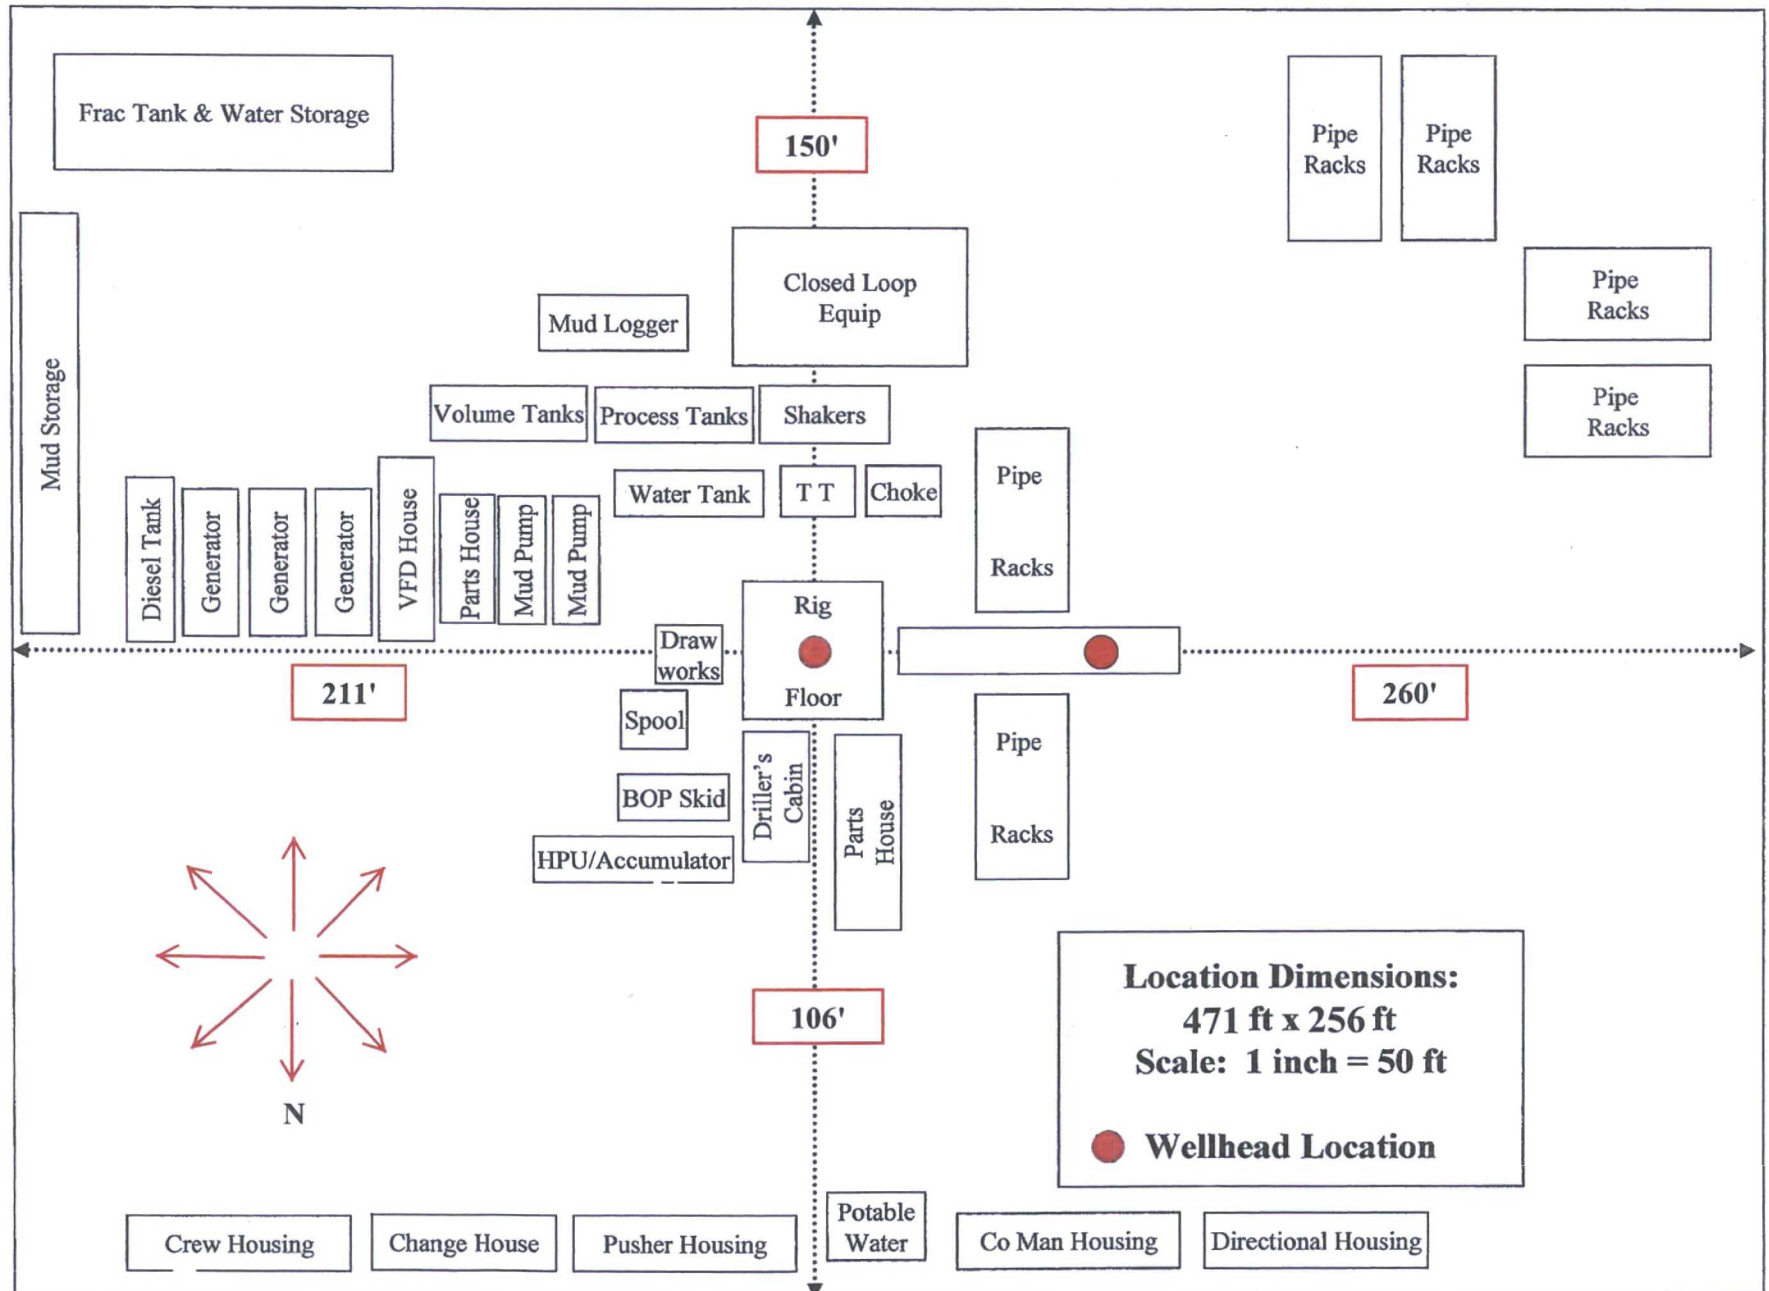 Frac Tank & Water Storage
150'
Pipe
Racks
Pipe
Racks
Closed Loop
Equip
Pipe
Racks
Mud Logger
Mud Storage
Volume Tanks
Process Tanks
Shakers
Pipe
Racks
Diesel Tank
Generator
Generator
Generator
VFD House
Parts House
Mud Pump
Mud Pump
Water Tank
T T
Choke
Pipe
Racks
Rig
Floor
Draw
works
211'
260'
Spool
BOP Skid
HPU/Accumulator
Driller's
Cabin
Parts
House
Pipe
Racks
106'
N
Location Dimensions:
471 ft x 256 ft
Scale: 1 inch = 50 ft
Wellhead Location
Crew Housing
Change House
Pusher Housing
Potable
Water
Co Man Housing
Directional Housing